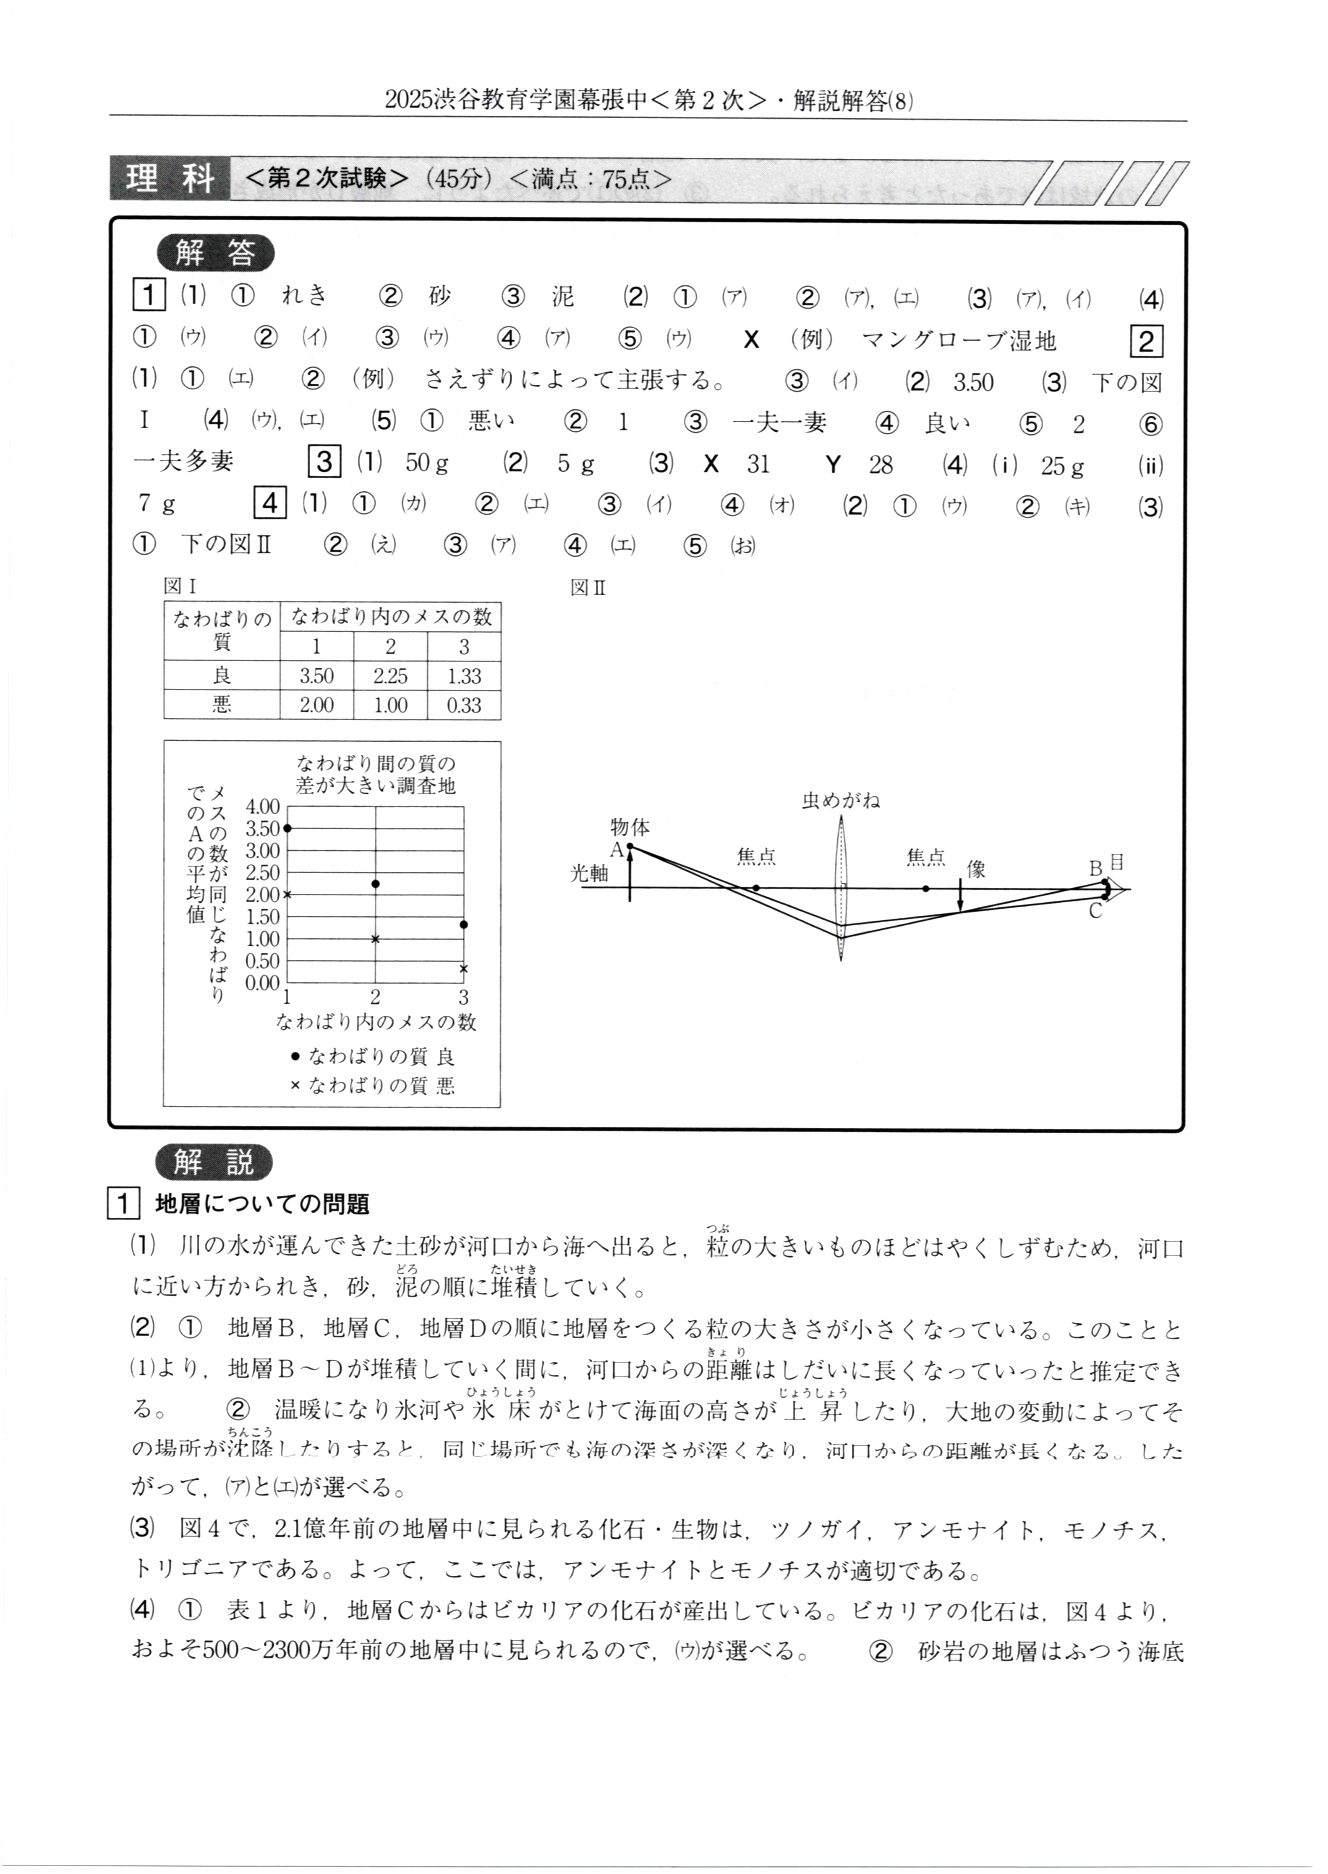 2025渋谷教育学園幕張中＜第２次＞・解説解答(8)
理 科 ＜第２次試験＞（45分）＜満点：75点＞
解 答
1 (1) ① れき ② 砂 ③ 泥 (2) ① (ア) ② (ア), (エ) (3) (ア), (イ) (4)
① (ウ) ② (イ) ③ (ウ) ④ (ア) ⑤ (ウ) X （例） マングローブ湿地 2
(1) ① (エ) ② （例） さえずりによって主張する。 ③ (イ) (2) 3.50 (3) 下の図
Ⅰ (4) (ウ), (エ) (5) ① 悪い ② 1 ③ 一夫一妻 ④ 良い ⑤ 2 ⑥
一夫多妻 3 (1) 50ｇ (2) 5ｇ (3) X 31 Y 28 (4) (ⅰ) 25ｇ (ⅱ)
7ｇ 4 (1) ① (カ) ② (エ) ③ (イ) ④ (オ) (2) ① (ウ) ② (キ) (3)
① 下の図Ⅱ ② (え) ③ (ア) ④ (エ) ⑤ (お)
図Ⅰ
なわばりの質 なわばり内のメスの数
1 2 3
良 3.50 2.25 1.33
悪 2.00 1.00 0.33
なわばり間の質の
差が大きい調査地
メスの数が同じなわばり
でのＡの平均値
4.00
3.50
3.00
2.50
2.00
1.50
1.00
0.50
0.00
1 2 3
なわばり内のメスの数
● なわばりの質 良
× なわばりの質 悪
図Ⅱ
虫めがね
物体
A
焦点
焦点
像
B
目
光軸
C
解 説
1 地層についての問題
(1) 川の水が運んできた土砂が河口から海へ出ると，粒の大きいものほどはやくしずむため，河口
に近い方かられき，砂，泥の順に堆積していく。
(2) ① 地層Ｂ，地層Ｃ，地層Ｄの順に地層をつくる粒の大きさが小さくなっている。このことと
(1)より，地層Ｂ〜Ｄが堆積していく間に，河口からの距離はしだいに長くなっていったと推定でき
る。 ② 温暖になり氷河や氷床がとけて海面の高さが上昇したり，大地の変動によってそ
の場所が沈降したりすると，同じ場所でも海の深さが深くなり，河口からの距離が長くなる。した
がって，(ア)と(エ)が選べる。
(3) 図４で，2.1億年前の地層中に見られる化石・生物は，ツノガイ，アンモナイト，モノチス，
トリゴニアである。よって，ここでは，アンモナイトとモノチスが適切である。
(4) ① 表１より，地層Ｃからはビカリアの化石が産出している。ビカリアの化石は，図４より，
およそ500〜2300万年前の地層中に見られるので，(ウ)が選べる。 ② 砂岩の地層はふつう海底